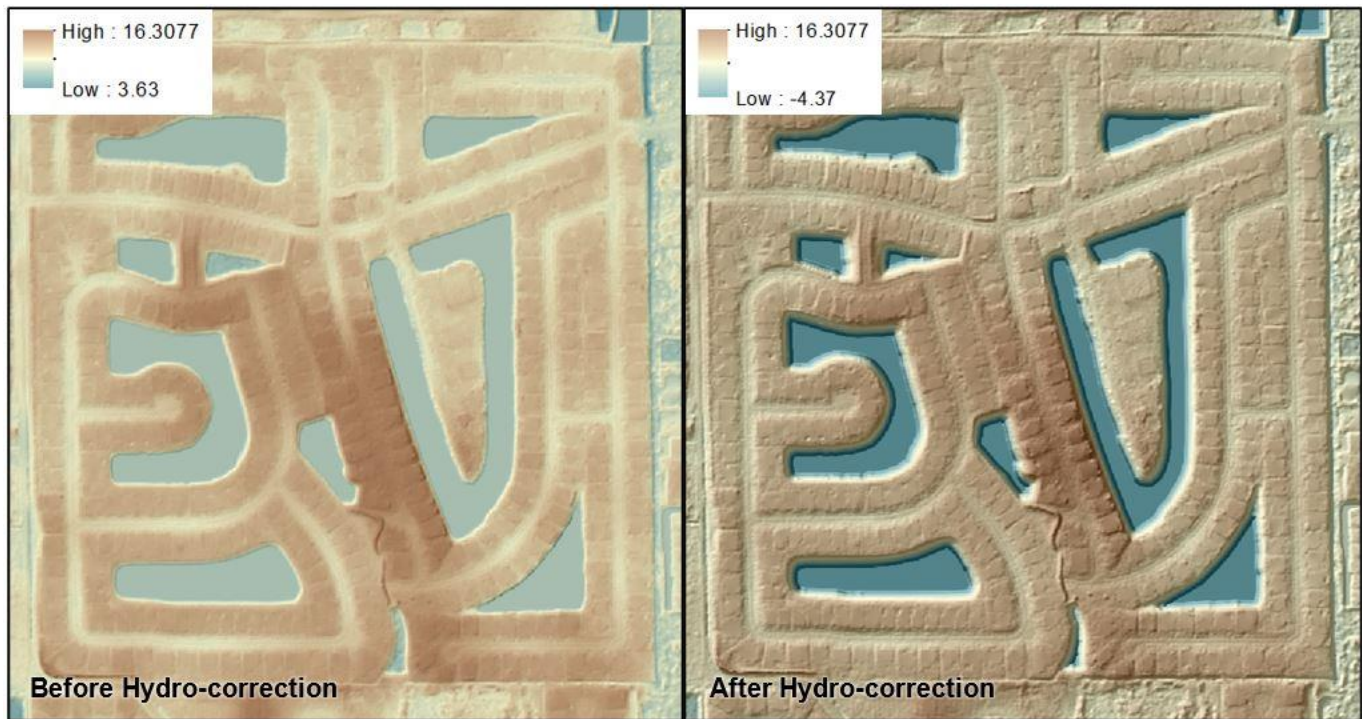 High : 16.3077
Low : 3.63
Before Hydro-correction
High : 16.3077
Low : -4.37
After Hydro-correction